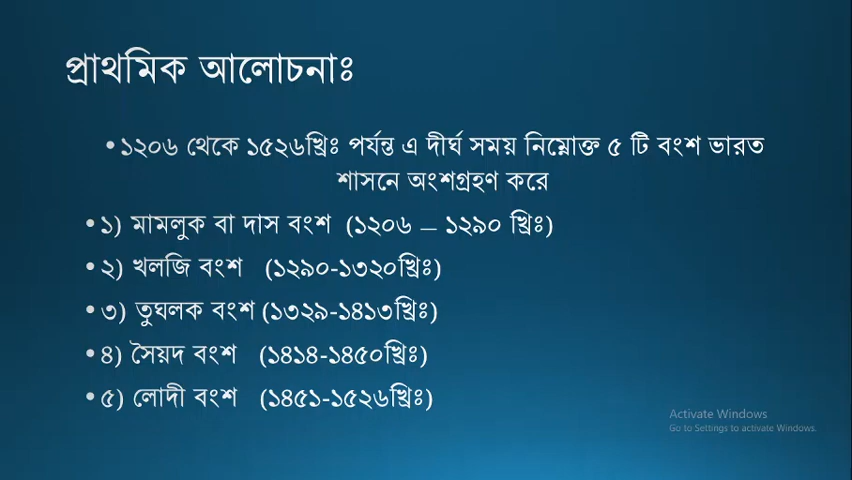 প্রাথমিক আলোচনাঃ
•১২০৬ থেকে ১৫২৬খ্রিঃ পর্যন্ত এ দীর্ঘ সময় নিম্নোক্ত ৫ টি বংশ ভারত
শাসনে অংশগ্রহণ করে
•১) মামলুক বা দাস বংশ (১২০৬ – ১২৯০ খ্রিঃ)
•২) খলজি বংশ (১২৯০-১৩২০খ্রিঃ)
•৩) তুঘলক বংশ (১৩২৯-১৪১৩খ্রিঃ)
•৪) সৈয়দ বংশ (১৪১৪-১৪৫০খ্রিঃ)
•৫) লোদী বংশ (১৪৫১-১৫২৬খ্রিঃ)
Activate Windows
Go to Settings to activate Windows.